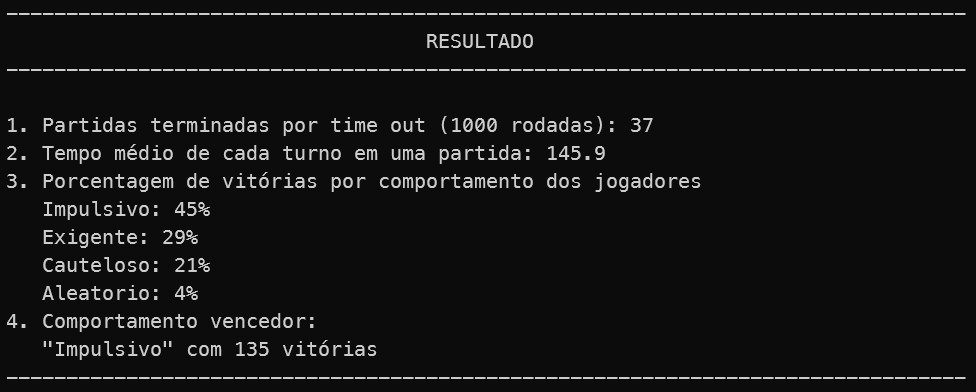 --------------------------------------------------------------------------------
RESULTADO
--------------------------------------------------------------------------------
1. Partidas terminadas por time out (1000 rodadas): 37
2. Tempo médio de cada turno em uma partida: 145.9
3. Porcentagem de vitórias por comportamento dos jogadores
Impulsivo: 45%
Exigente: 29%
Cauteloso: 21%
Aleatorio: 4%
4. Comportamento vencedor:
"Impulsivo" com 135 vitórias
--------------------------------------------------------------------------------